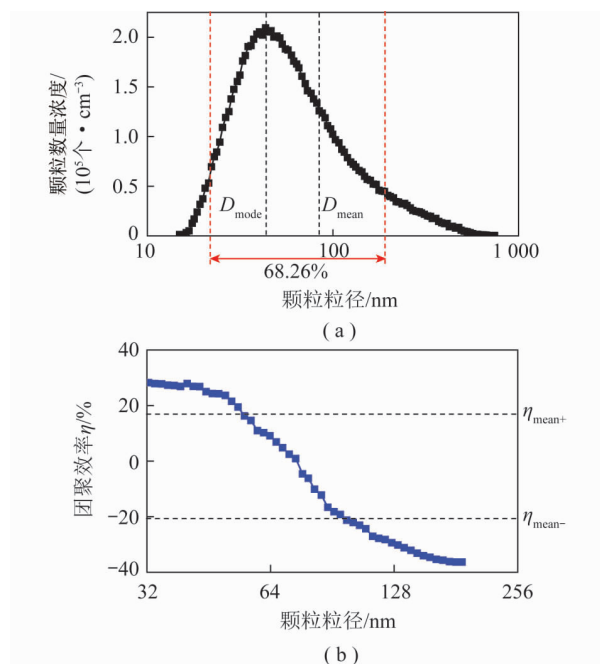 颗粒数量浓度/
(10⁵个·cm⁻³)
2.0
1.5
1.0
0.5
0
D_mode
D_mean
10
100
1 000
68.26%
颗粒粒径/nm
(a)
团聚效率η/%
40
20
0
−20
−40
η_mean+
η_mean−
32
64
128
256
颗粒粒径/nm
(b)